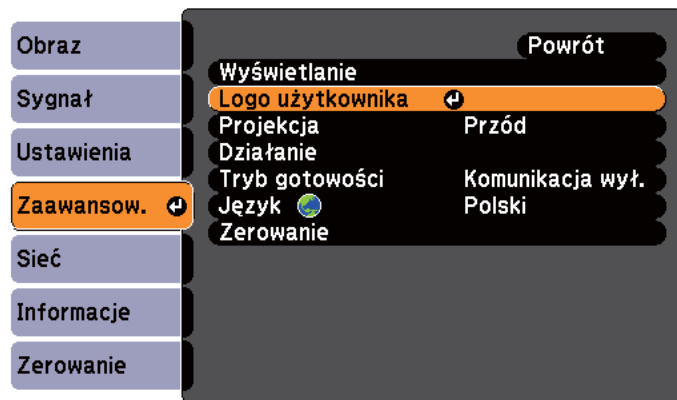 Obraz
Sygnał
Ustawienia
Zaawansow.
Sieć
Informacje
Zerowanie
Powrót
Wyświetlanie
Logo użytkownika
Projekcja Przód
Działanie
Tryb gotowości Komunikacja wył.
Język Polski
Zerowanie